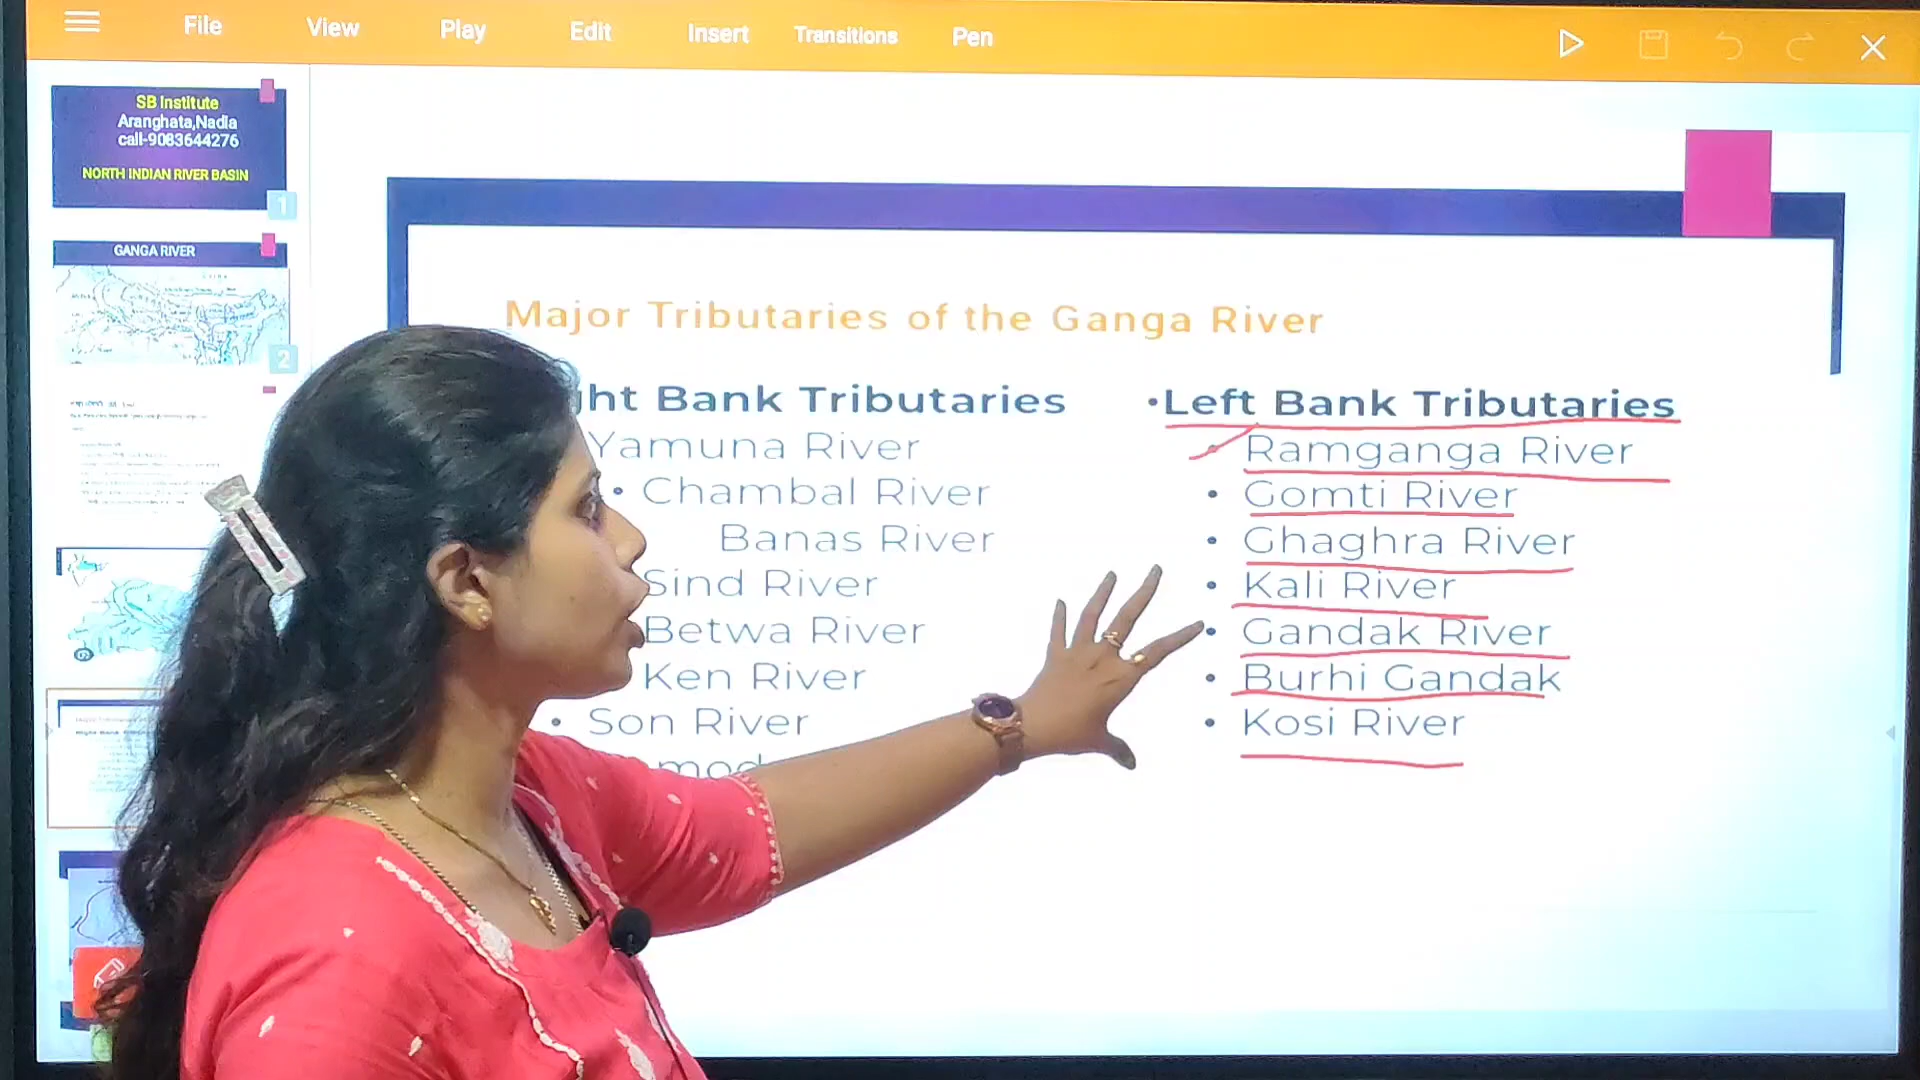 File View Play Edit Insert Transitions Pen
SB Institute
Aranghata,Nadia
call-9083644276
NORTH INDIAN RIVER BASIN
1
GANGA RIVER
2
Major Tributaries of the Ganga River
ht Bank Tributaries
Yamuna River
• Chambal River
Banas River
Sind River
Betwa River
Ken River
• Son River
mod
•Left Bank Tributaries
• Ramganga River
• Gomti River
• Ghaghra River
• Kali River
• Gandak River
• Burhi Gandak
• Kosi River